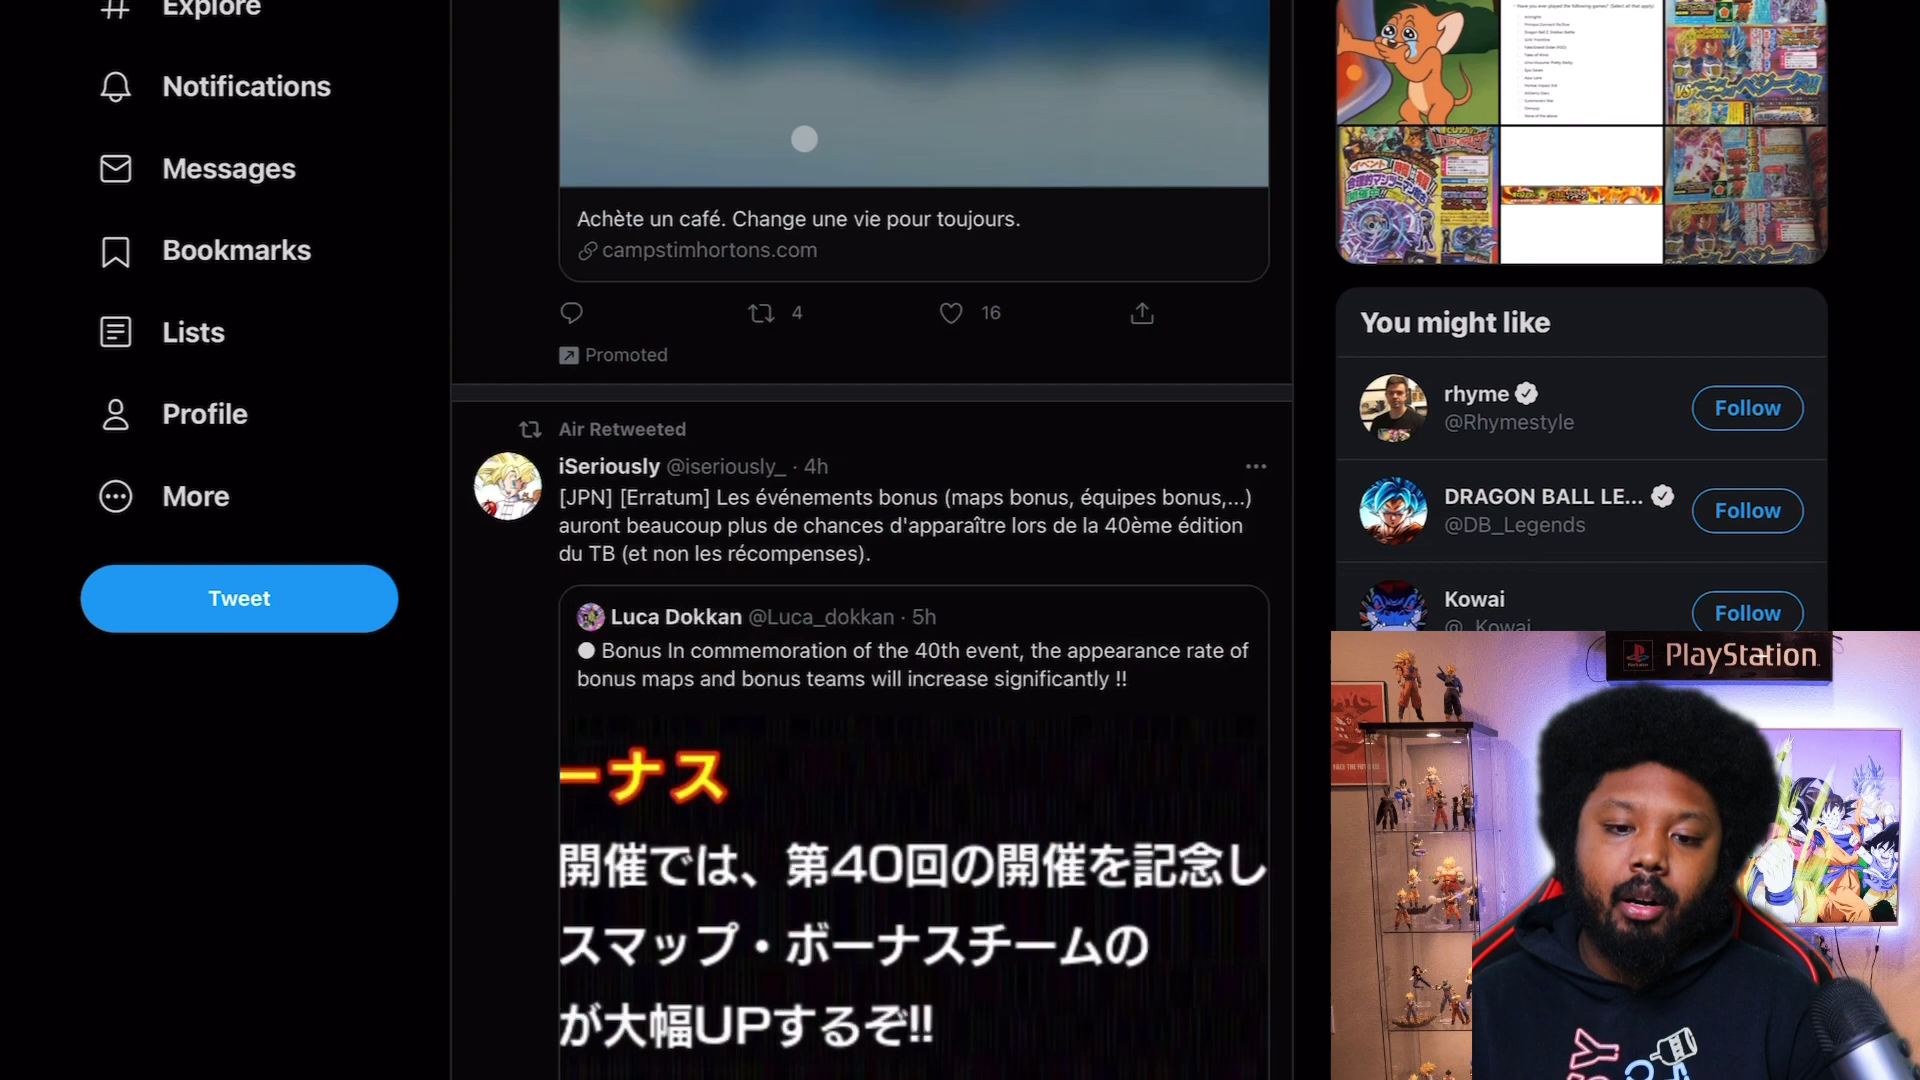 Explore
Notifications
Messages
Bookmarks
Lists
Profile
More
Tweet
Achète un café. Change une vie pour toujours.
campstimhortons.com
4
16
Promoted
Air Retweeted
iSeriously @iseriously_ · 4h
[JPN] [Erratum] Les événements bonus (maps bonus, équipes bonus,...)
auront beaucoup plus de chances d'apparaître lors de la 40ème édition
du TB (et non les récompenses).
Luca Dokkan @Luca_dokkan · 5h
● Bonus In commemoration of the 40th event, the appearance rate of
bonus maps and bonus teams will increase significantly !!
ーナス
開催では、第40回の開催を記念し
スマップ・ボーナスチームの
が大幅UPするぞ!!
You might like
rhyme
@Rhymestyle
Follow
DRAGON BALL LE...
@DB_Legends
Follow
Kowai
@_Kowai
Follow
PlayStation